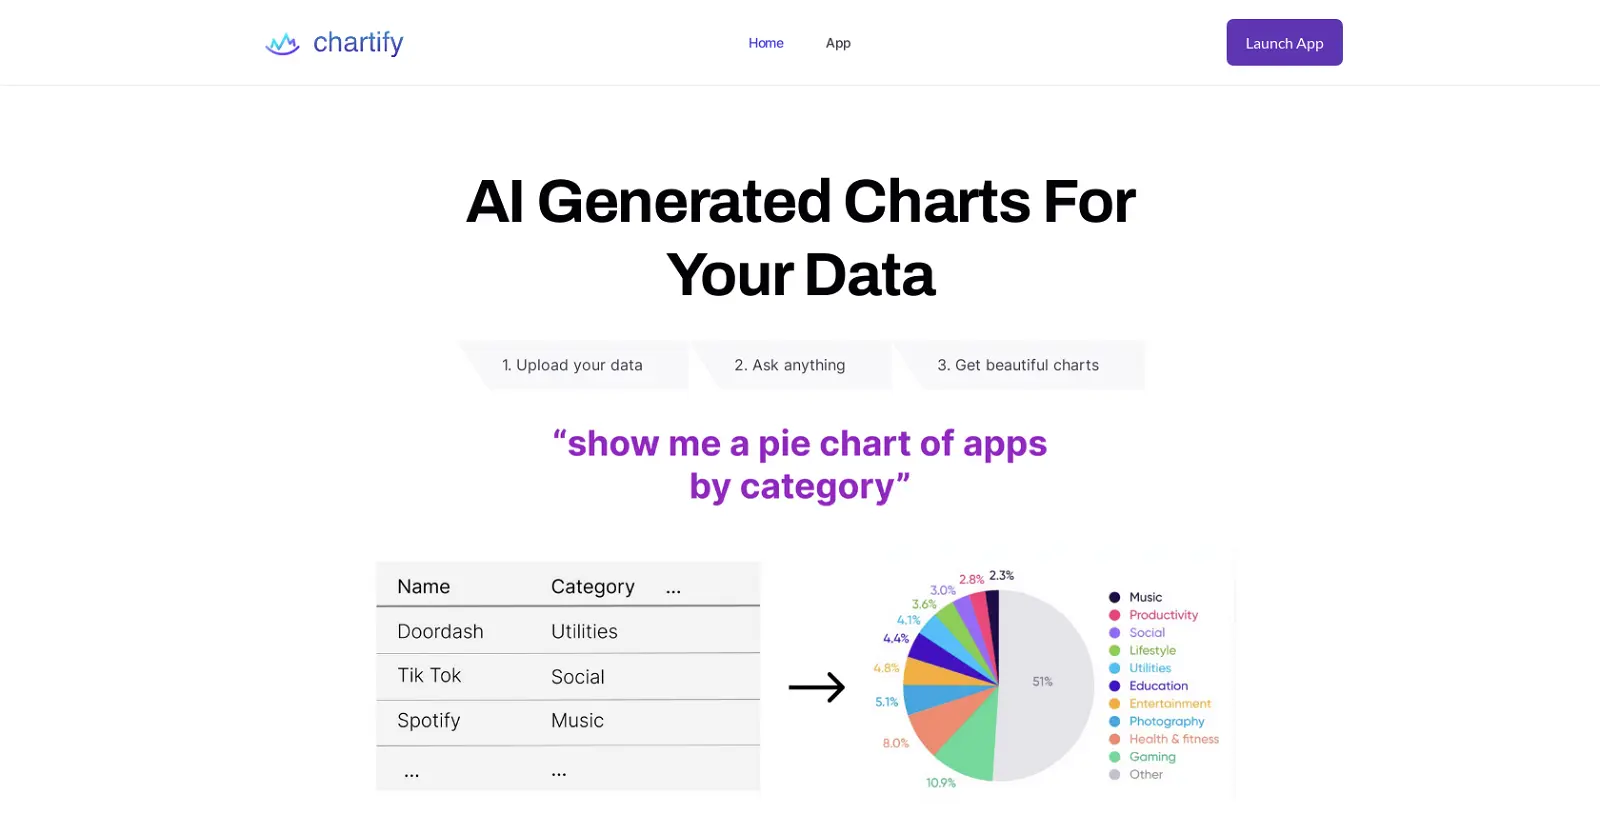 chartify
Home
App
Launch App
AI Generated Charts For
Your Data
1. Upload your data
2. Ask anything
3. Get beautiful charts
“show me a pie chart of apps
by category”
Name Category ...
Doordash Utilities
Tik Tok Social
Spotify Music
... ...
2.3%
2.8%
3.0%
3.6%
4.1%
4.4%
4.8%
5.1%
8.0%
10.9%
51%
Music
Productivity
Social
Lifestyle
Utilities
Education
Entertainment
Photography
Health & fitness
Gaming
Other